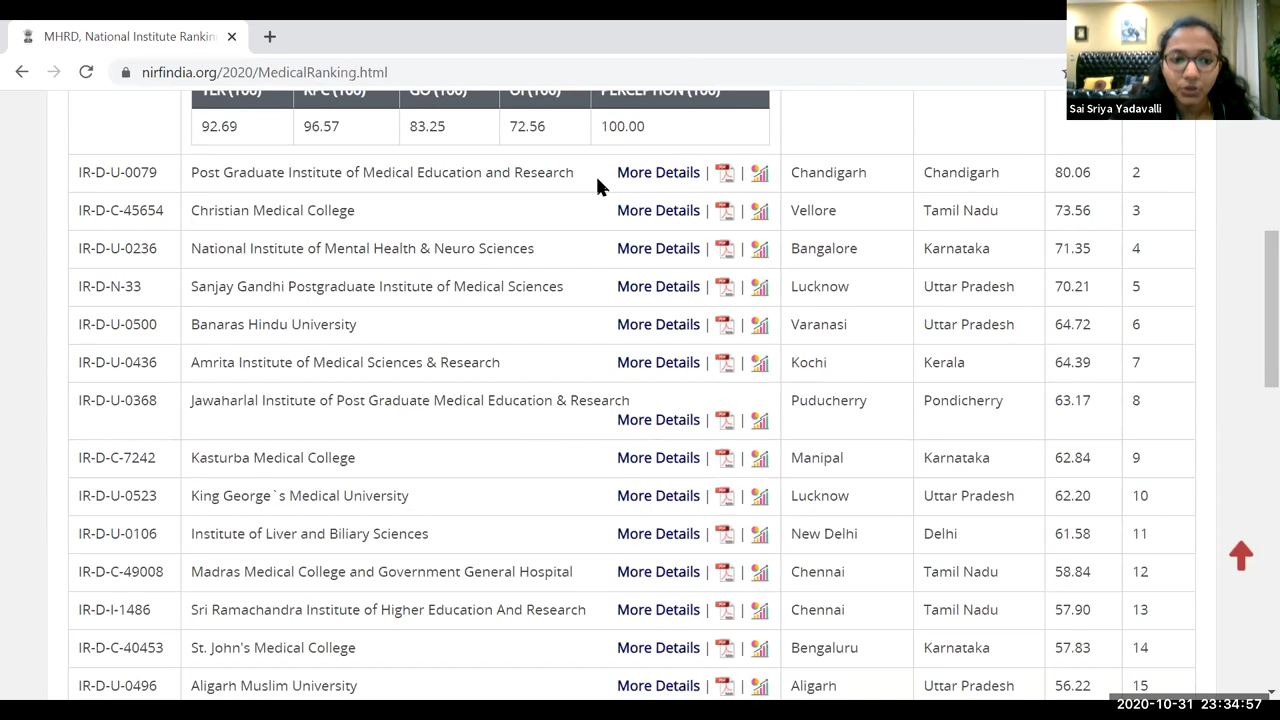 MHRD, National Institute Rankin
nirfindia.org/2020/MedicalRanking.html
Sai Sriya Yadavalli
TLR (100) RPC (100) GO (100) OI (100) PERCEPTION (100)
92.69 96.57 83.25 72.56 100.00
IR-D-U-0079 Post Graduate Institute of Medical Education and Research More Details | | Chandigarh Chandigarh 80.06 2
IR-D-C-45654 Christian Medical College More Details | | Vellore Tamil Nadu 73.56 3
IR-D-U-0236 National Institute of Mental Health & Neuro Sciences More Details | | Bangalore Karnataka 71.35 4
IR-D-N-33 Sanjay Gandhi Postgraduate Institute of Medical Sciences More Details | | Lucknow Uttar Pradesh 70.21 5
IR-D-U-0500 Banaras Hindu University More Details | | Varanasi Uttar Pradesh 64.72 6
IR-D-U-0436 Amrita Institute of Medical Sciences & Research More Details | | Kochi Kerala 64.39 7
IR-D-U-0368 Jawaharlal Institute of Post Graduate Medical Education & Research Puducherry Pondicherry 63.17 8
More Details | |
IR-D-C-7242 Kasturba Medical College More Details | | Manipal Karnataka 62.84 9
IR-D-U-0523 King George`s Medical University More Details | | Lucknow Uttar Pradesh 62.20 10
IR-D-U-0106 Institute of Liver and Biliary Sciences More Details | | New Delhi Delhi 61.58 11
IR-D-C-49008 Madras Medical College and Government General Hospital More Details | | Chennai Tamil Nadu 58.84 12
IR-D-I-1486 Sri Ramachandra Institute of Higher Education And Research More Details | | Chennai Tamil Nadu 57.90 13
IR-D-C-40453 St. John's Medical College More Details | | Bengaluru Karnataka 57.83 14
IR-D-U-0496 Aligarh Muslim University More Details | | Aligarh Uttar Pradesh 56.22 15
2020-10-31 23:34:57